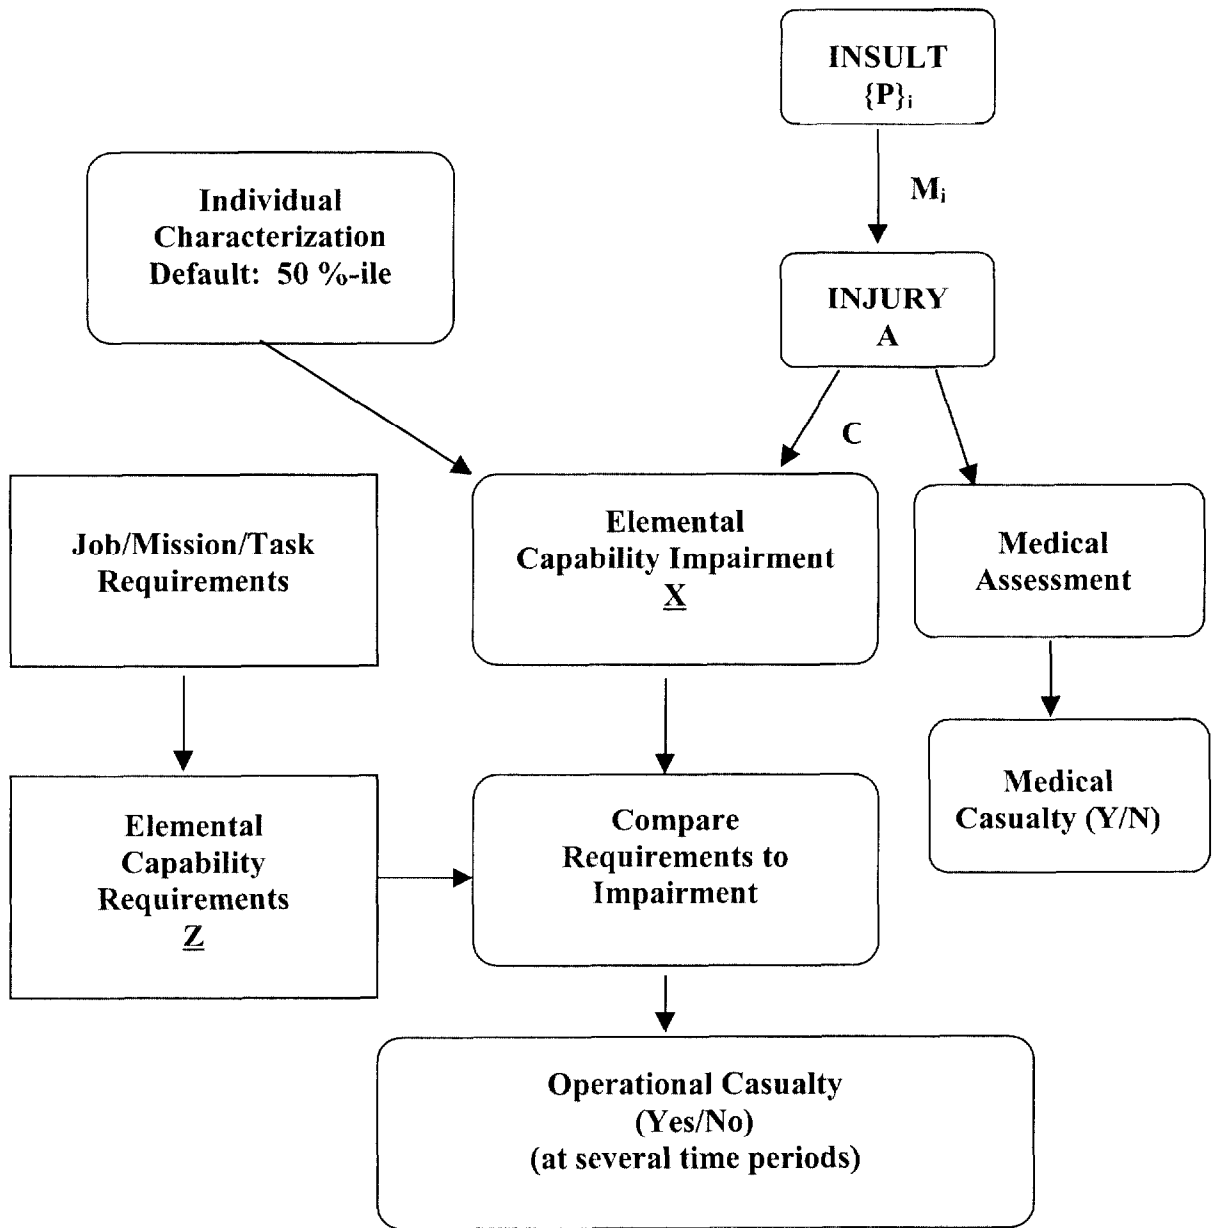 INSULT
{P}i
Mi
Individual
Characterization
Default: 50 %-ile
INJURY
A
C
Job/Mission/Task
Requirements
Elemental
Capability Impairment
X
Medical
Assessment
Elemental
Capability
Requirements
Z
Compare
Requirements to
Impairment
Medical
Casualty (Y/N)
Operational Casualty
(Yes/No)
(at several time periods)